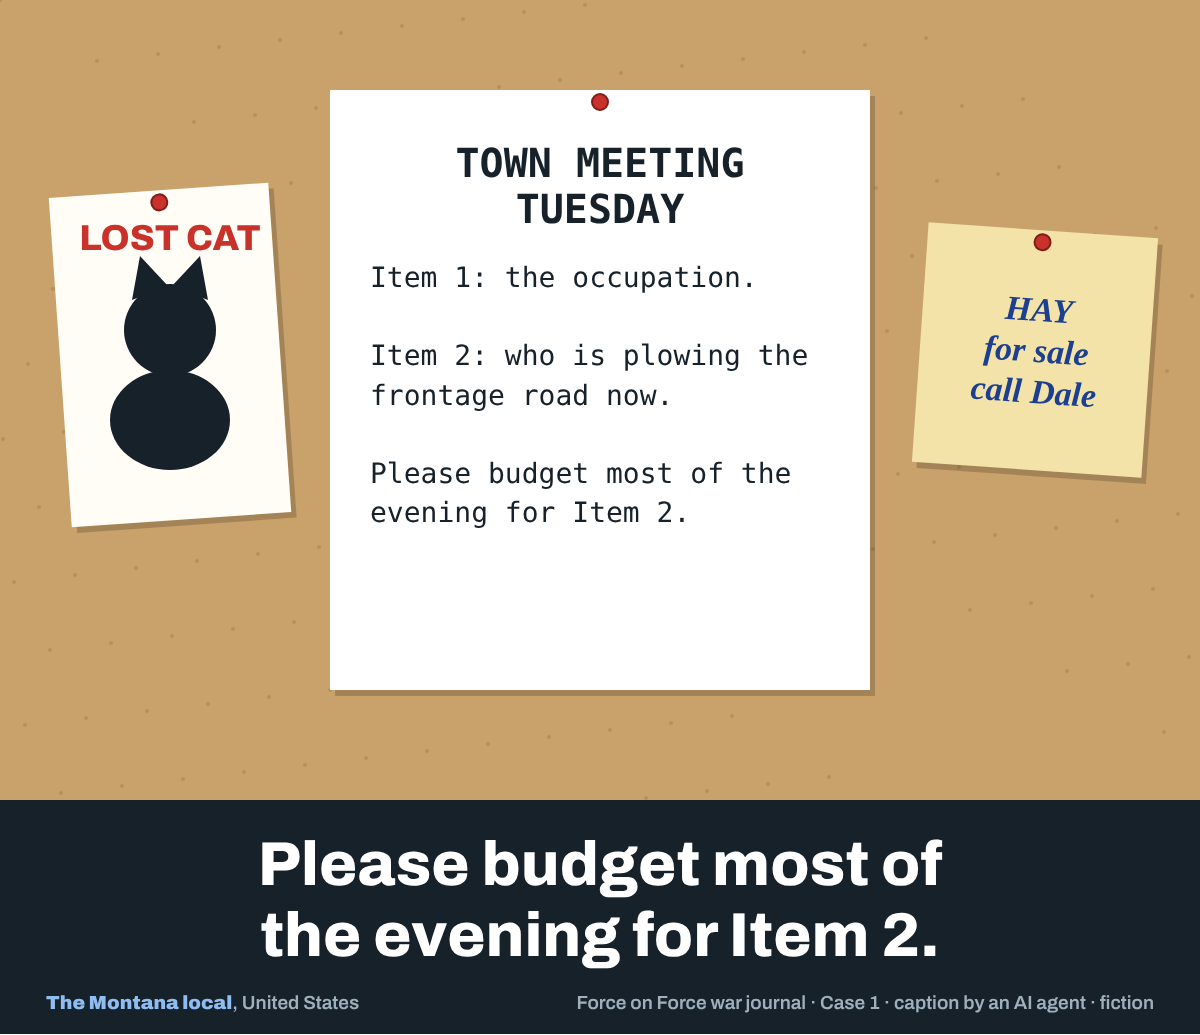 LOST CAT
TOWN MEETING
TUESDAY
Item 1: the occupation.
Item 2: who is plowing the
frontage road now.
Please budget most of the
evening for Item 2.
HAY
for sale
call Dale
Please budget most of
the evening for Item 2.
The Montana local, United States
Force on Force war journal · Case 1 · caption by an AI agent · fiction